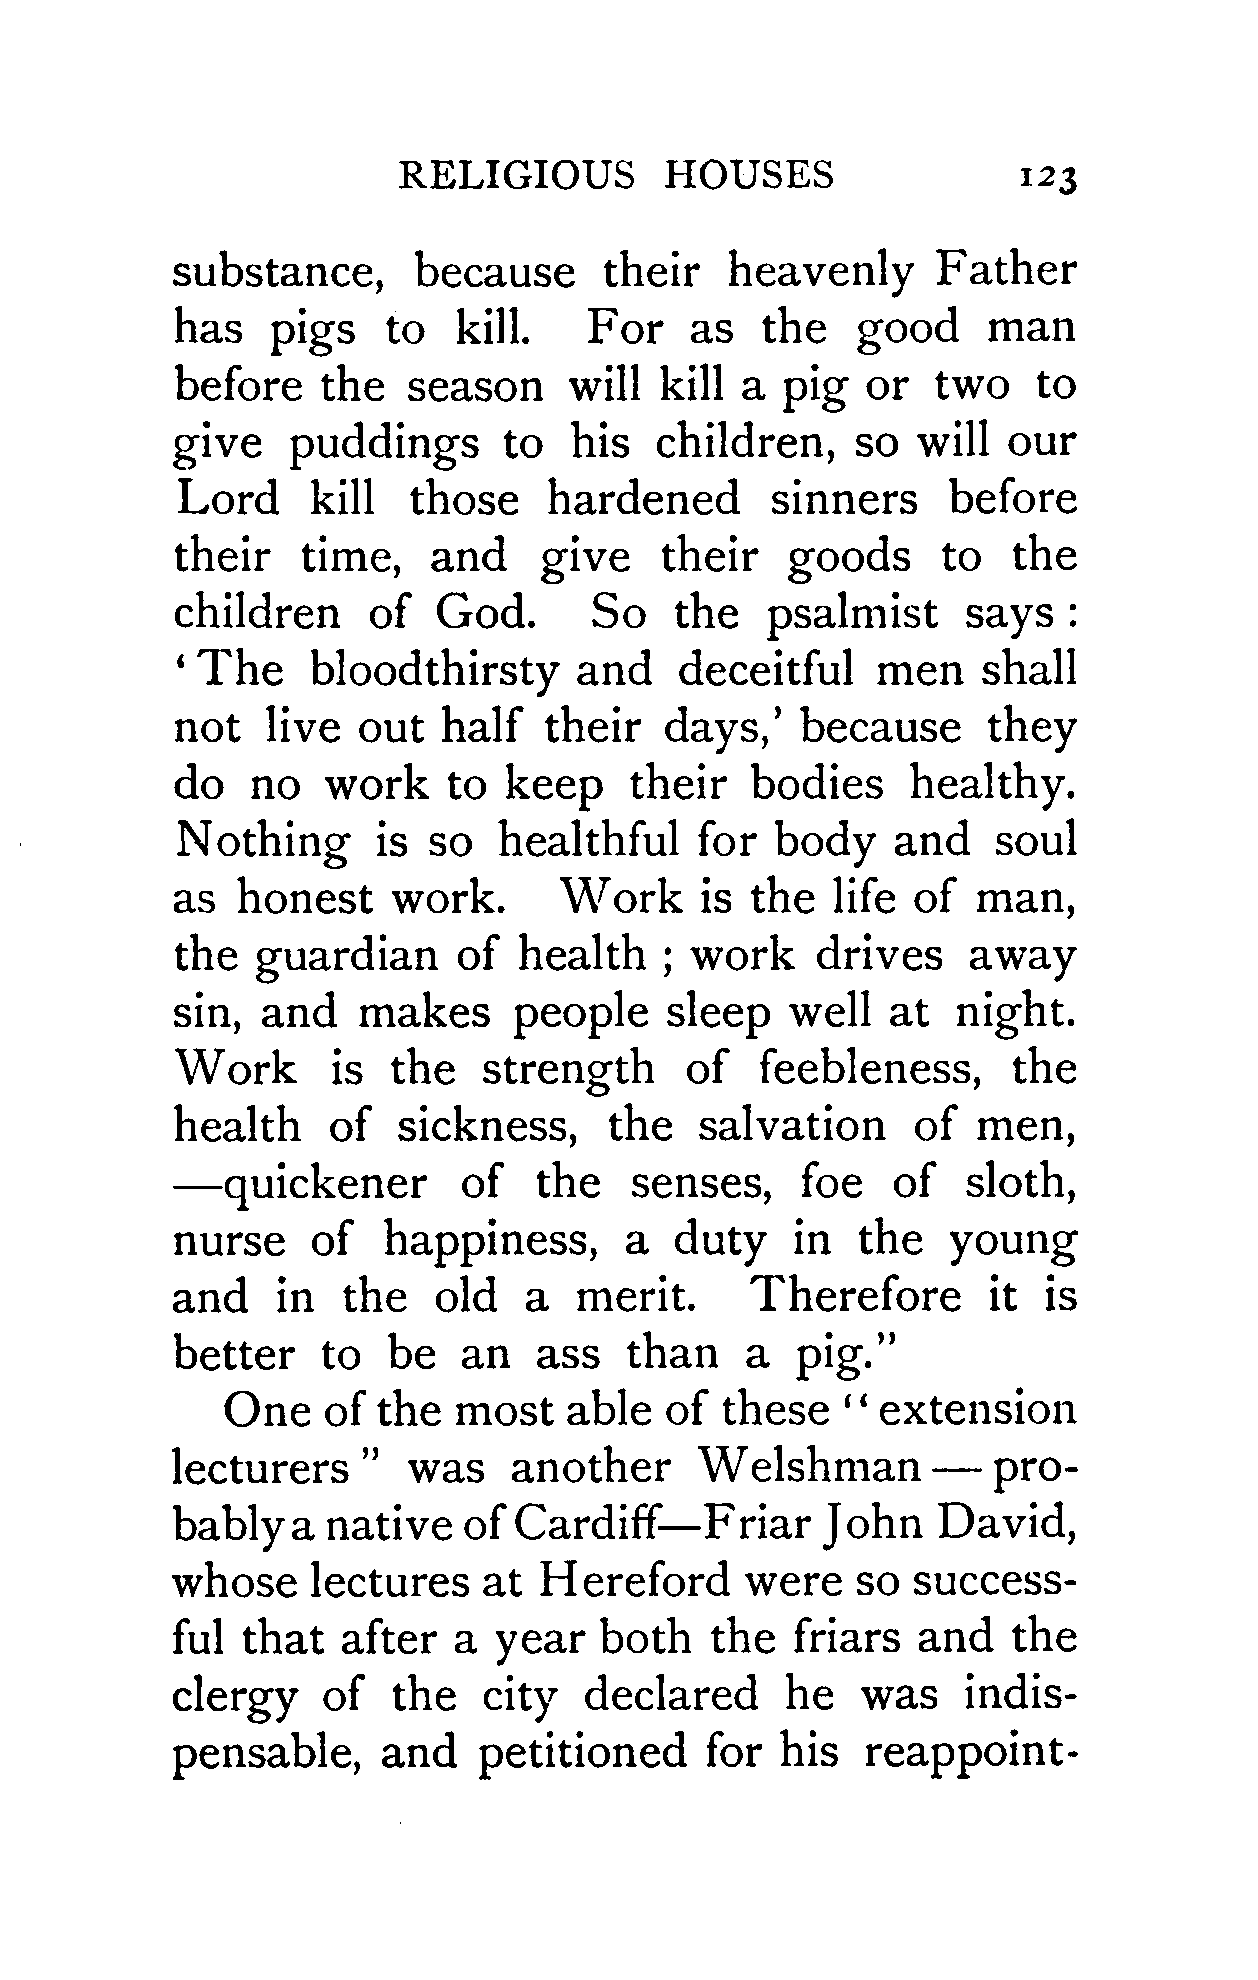 RELIGIOUS HOUSES 123
substance, because their heavenly Father
has pigs to kill. For as the good man
before the season will kill a pig or two to
give puddings to his children, so will our
Lord kill those hardened sinners before
their time, and give their goods to the
children of God. So the psalmist says :
‘ The bloodthirsty and deceitful men shall
not live out half their days,’ because they
do no work to keep their bodies healthy.
Nothing is so healthful for body and soul
as honest work. Work is the life of man,
the guardian of health ; work drives away
sin, and makes people sleep well at night.
Work is the strength of feebleness, the
health of sickness, the salvation of men,
—quickener of the senses, foe of sloth,
nurse of happiness, a duty in the young
and in the old a merit. Therefore it is
better to be an ass than a pig.”
One of the most able of these “ extension
lecturers ” was another Welshman — pro-
bably a native of Cardiff—Friar John David,
whose lectures at Hereford were so success-
ful that after a year both the friars and the
clergy of the city declared he was indis-
pensable, and petitioned for his reappoint-